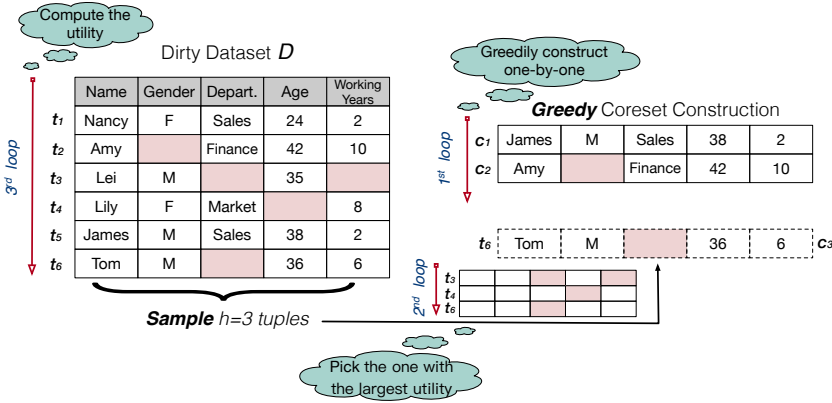 Compute the
utility
Dirty Dataset D
Name Gender Depart. Age Working
Years
t1 Nancy F Sales 24 2
t2 Amy Finance 42 10
t3 Lei M 35
t4 Lily F Market 8
t5 James M Sales 38 2
t6 Tom M 36 6
3rd loop
Sample h=3 tuples
Greedily construct
one-by-one
Greedy Coreset Construction
1st loop
c1 James M Sales 38 2
c2 Amy Finance 42 10
t6 Tom M 36 6 c3
2nd loop
t3
t4
t6
Pick the one with
the largest utility